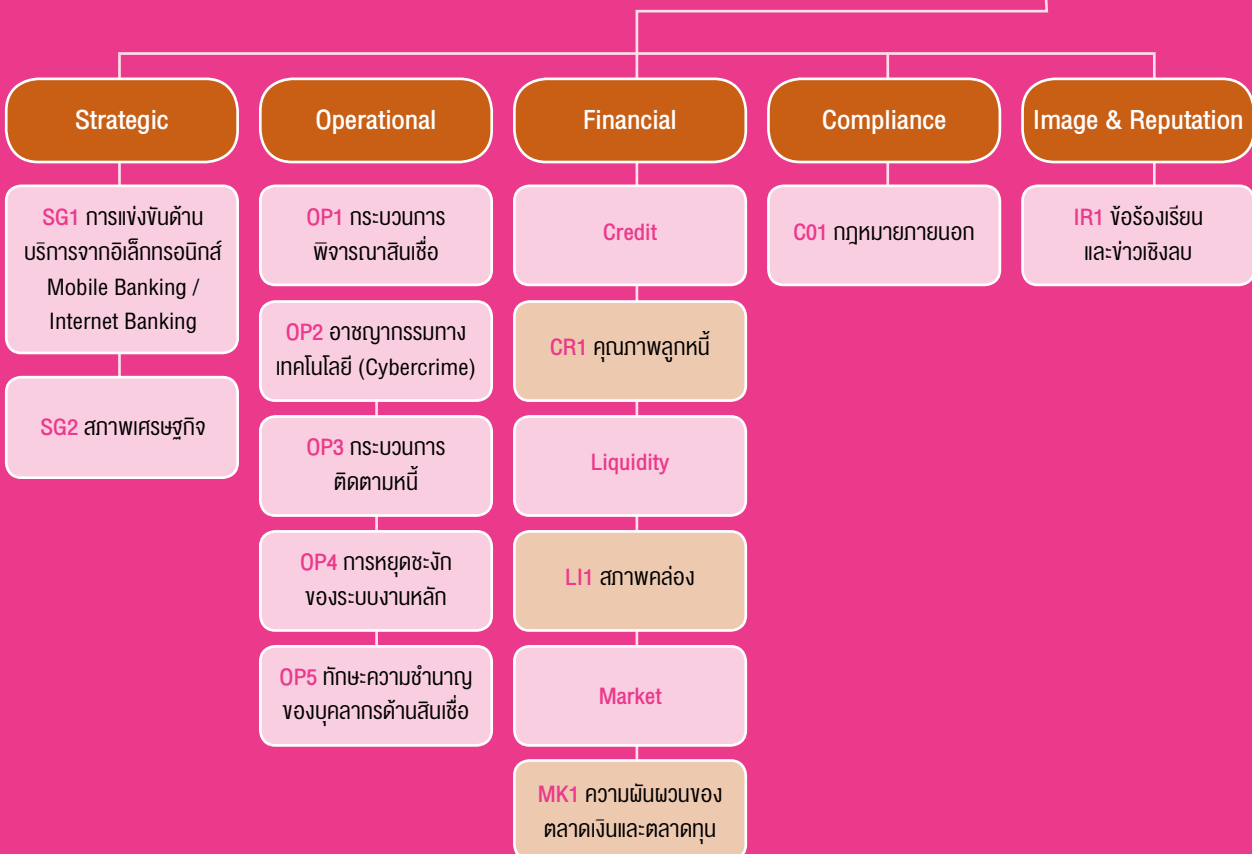 Strategic
SG1 การแข่งขันด้าน
บริการจากอิเล็กทรอนิกส์
Mobile Banking /
Internet Banking
SG2 สภาพเศรษฐกิจ
Operational
OP1 กระบวนการ
พิจารณาสินเชื่อ
OP2 อาชญากรรมทาง
เทคโนโลยี (Cybercrime)
OP3 กระบวนการ
ติดตามหนี้
OP4 การหยุดชะงัก
ของระบบงานหลัก
OP5 ทักษะความชำนาญ
ของบุคลากรด้านสินเชื่อ
Financial
Credit
CR1 คุณภาพลูกหนี้
Liquidity
LI1 สภาพคล่อง
Market
MK1 ความผันผวนของ
ตลาดเงินและตลาดทุน
Compliance
C01 กฎหมายภายนอก
Image & Reputation
IR1 ข้อร้องเรียน
และข่าวเชิงลบ